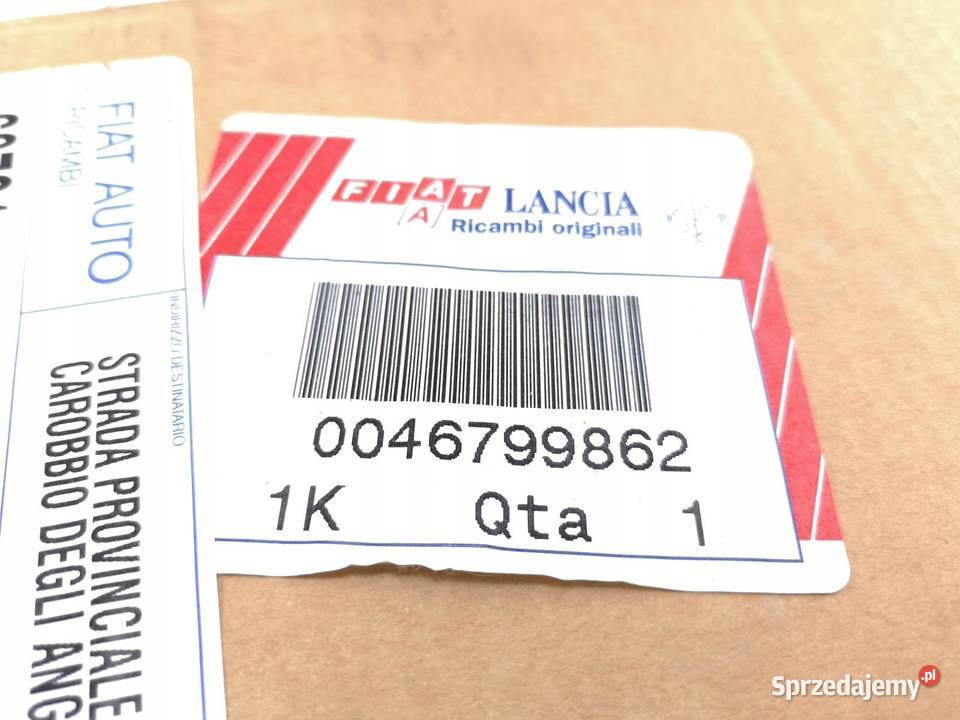 FIAT AUTO
RICAMBI
INDIRIZZO DESTINATARIO
STRADA PROVINCIALE
CAROBBIO DEGLI ANG
FIAT LANCIA
A
Ricambi originali
0046799862
1K Qta 1
Sprzedajemy.pl